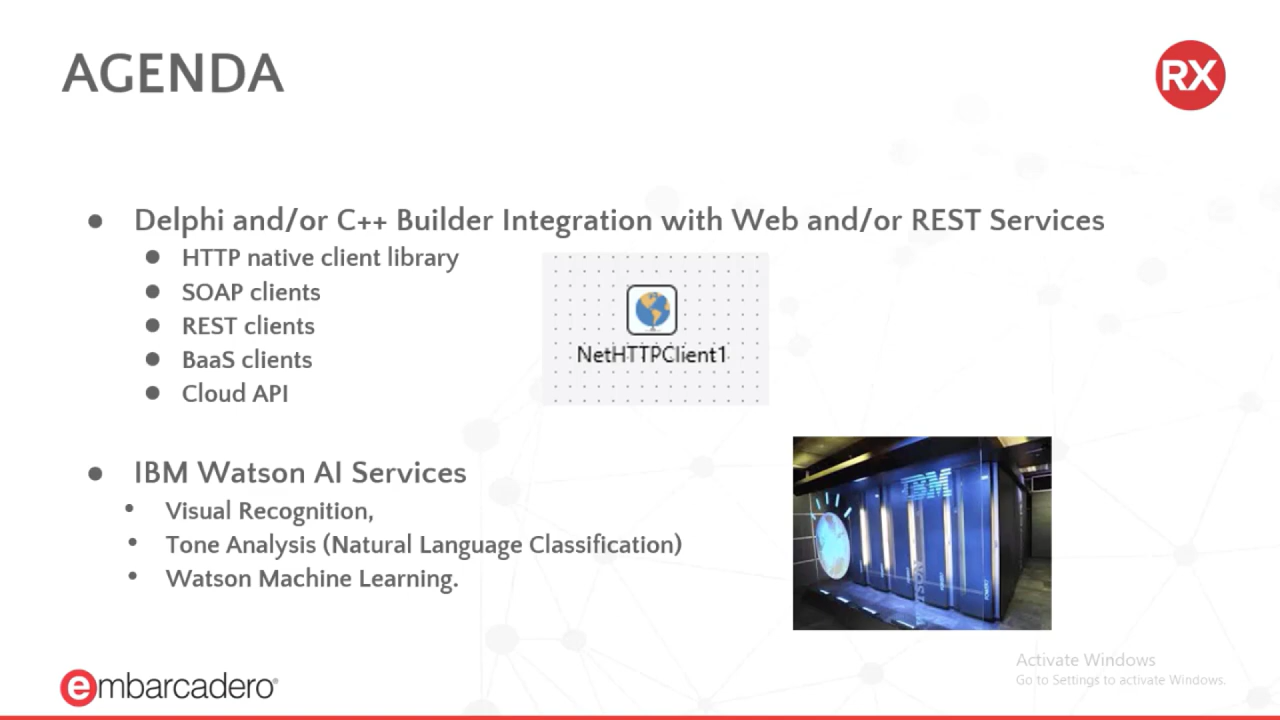 AGENDA
RX
● Delphi and/or C++ Builder Integration with Web and/or REST Services
● HTTP native client library
● SOAP clients
● REST clients
● BaaS clients
● Cloud API
NetHTTPClient1
● IBM Watson AI Services
• Visual Recognition,
• Tone Analysis (Natural Language Classification)
• Watson Machine Learning.
IBM
Activate Windows
Go to Settings to activate Windows.
embarcadero®